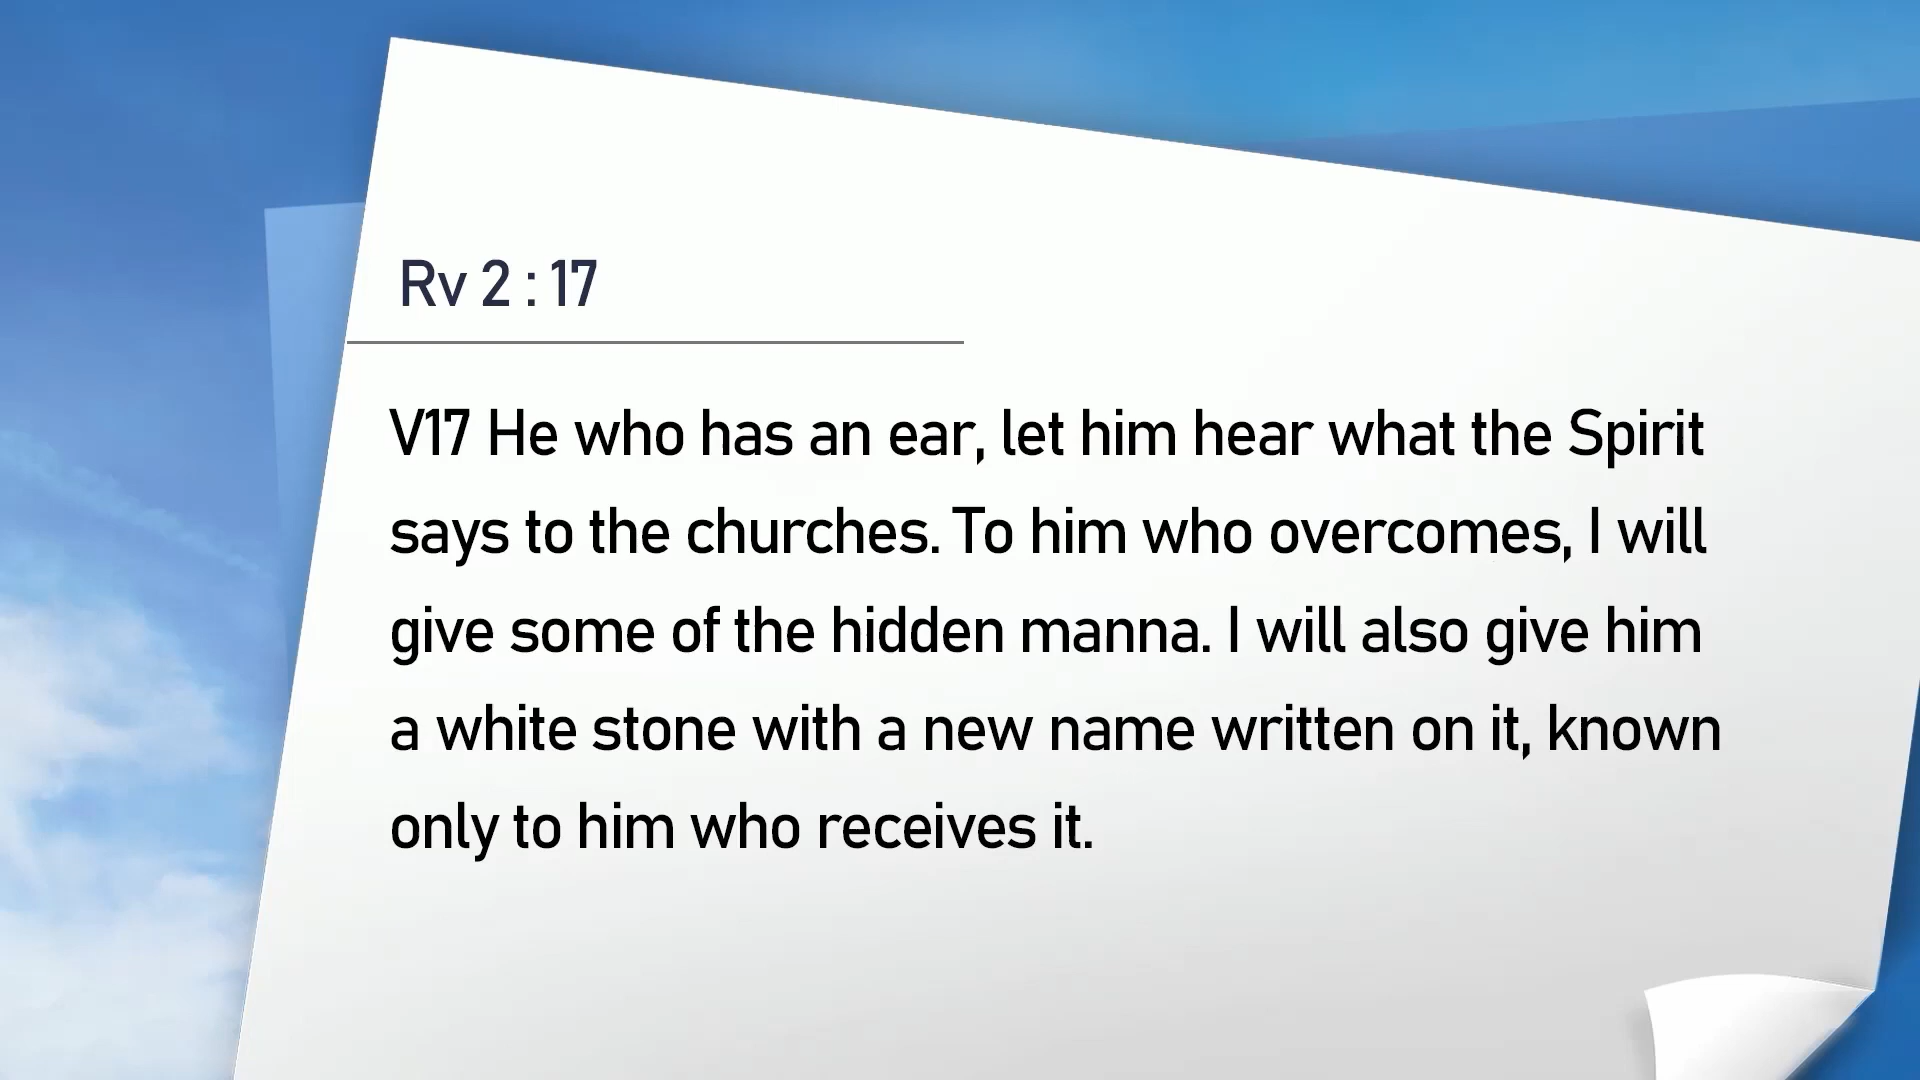 Rv 2 : 17
V17 He who has an ear, let him hear what the Spirit
says to the churches. To him who overcomes, I will
give some of the hidden manna. I will also give him
a white stone with a new name written on it, known
only to him who receives it.